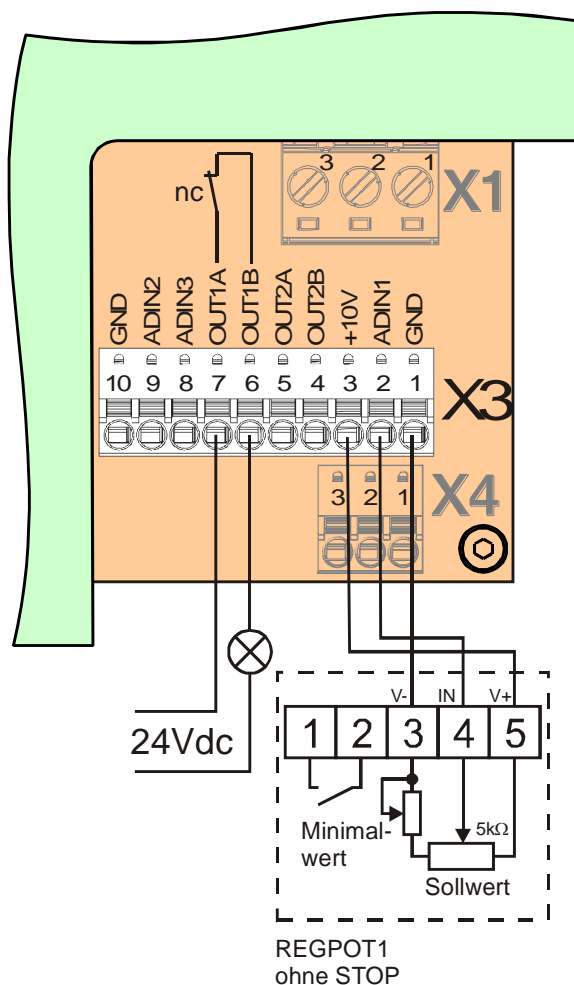 3 2 1
X1
nc
GND ADIN2 ADIN3 OUT1A OUT1B OUT2A OUT2B +10V ADIN1 GND
10 9 8 7 6 5 4 3 2 1
X3
3 2 1
X4
24Vdc
V- IN V+
1 2 3 4 5
5kΩ
Minimal-
wert
Sollwert
REGPOT1
ohne STOP